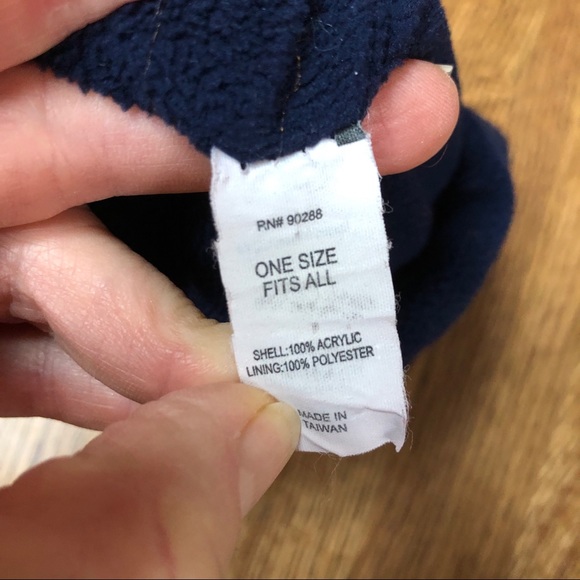 RN# 90288
ONE SIZE
FITS ALL
SHELL:100% ACRYLIC
LINING:100% POLYESTER
MADE IN
TAIWAN